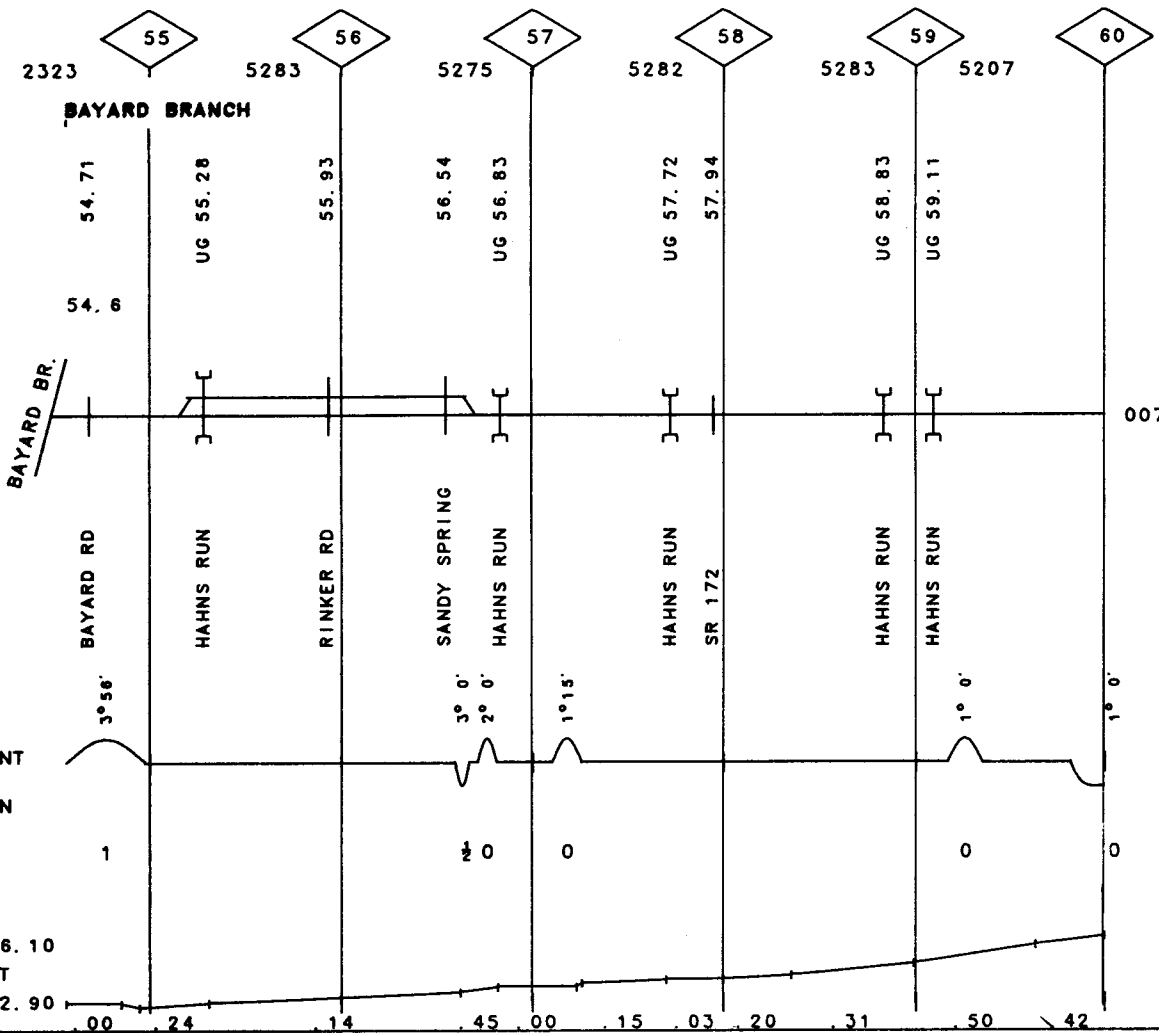 55 56 57 58 59 60
2323 5283 5275 5282 5283 5207
BAYARD BRANCH
54.71
UG 55.28
55.93
56.54
UG 56.83
UG 57.72
57.94
UG 58.83
UG 59.11
54.6
BAYARD BR.
007
BAYARD RD
HAHNS RUN
RINKER RD
SANDY SPRING
HAHNS RUN
HAHNS RUN
SR 172
HAHNS RUN
HAHNS RUN
3°56'
3° 0'
2° 0'
1°15'
1° 0'
1° 0'
NT
N
1 ½ 0 0 0 0
6.10
T
2.90
.00 .24 .14 .45 .00 .15 .03 .20 .31 .50 .42